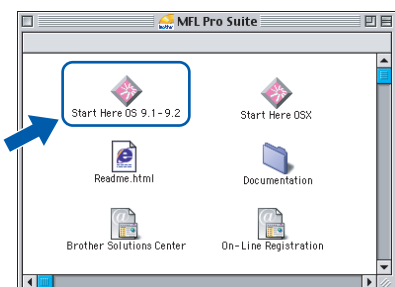 MFL Pro Suite
Start Here OS 9.1-9.2
Start Here OSX
Readme.html
Documentation
Brother Solutions Center
On-Line Registration